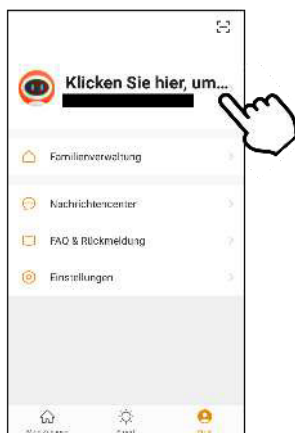 Klicken Sie hier, um...
Familienverwaltung
Nachrichtencenter
FAQ & Rückmeldung
Einstellungen